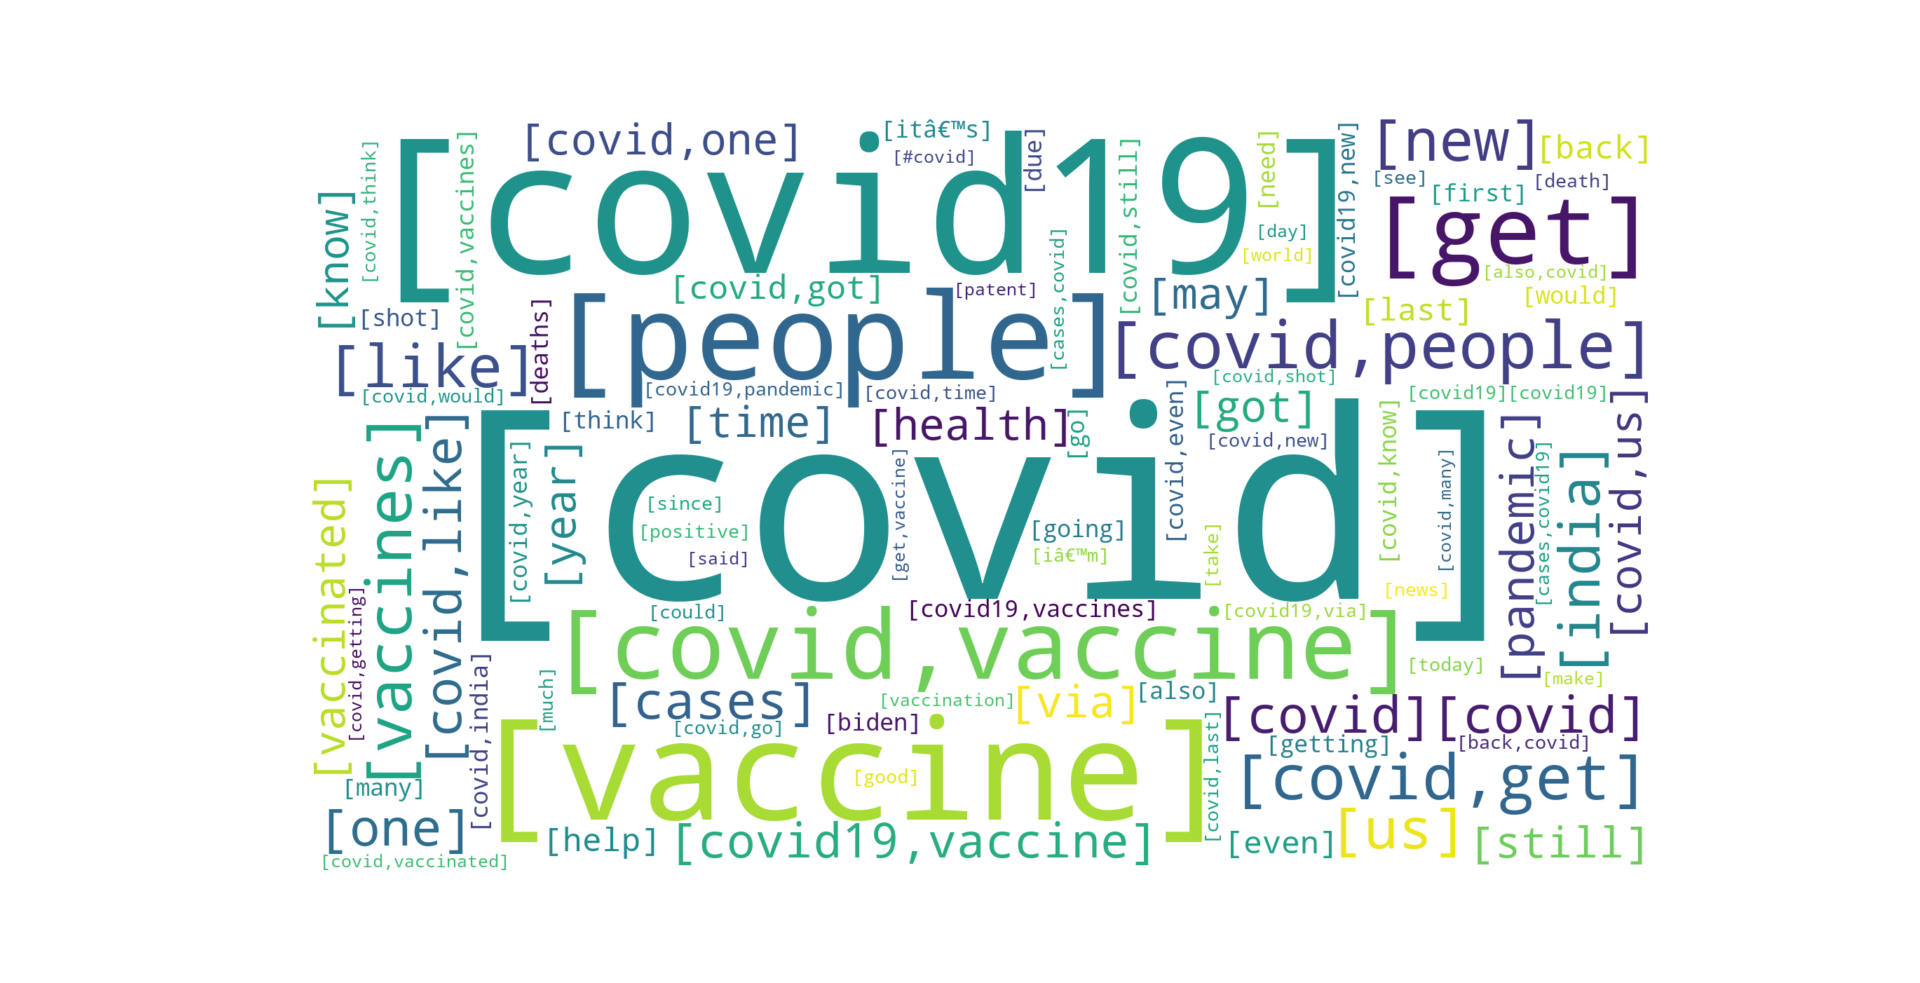 [covid,one]
[itâ€™s]
[#covid]
[due]
[covid19]
[need]
[covid19,new]
[new]
[back]
[see]
[first]
[death]
[get]
[also,covid]
[would]
[know]
[covid,think]
[covid,vaccines]
[covid,still]
[day]
[world]
[covid,got]
[patent]
[cases,covid]
[may]
[last]
[shot]
[deaths]
[people]
[covid,people]
[like]
[covid,would]
[covid19,pandemic]
[covid,time]
[covid,shot]
[covid19][covid19]
[think]
[time]
[health]
[go]
[covid,even]
[got]
[covid,new]
[vaccinated]
[vaccines]
[covid,like]
[covid,year]
[year]
[covid]
[since]
[positive]
[said]
[get,vaccine]
[going]
[iâ€™m]
[take]
[covid,know]
[covid,many]
[news]
[pandemic]
[cases,covid19]
[india]
[covid,us]
[covid,getting]
[could]
[covid19,vaccines]
[covid19,via]
[covid,vaccine]
[today]
[make]
[covid,india]
[much]
[cases]
[vaccination]
[via]
[also]
[covid,go]
[biden]
[covid][covid]
[getting]
[back,covid]
[vaccine]
[good]
[covid,last]
[covid,get]
[many]
[one]
[help]
[covid19,vaccine]
[even]
[us]
[still]
[covid,vaccinated]